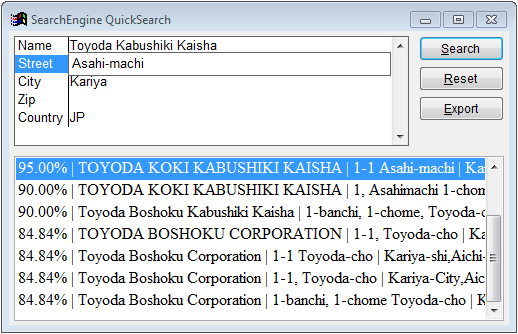 SearchEngine QuickSearch
Name Toyoda Kabushiki Kaisha
Search
Street Asahi-machi
City Kariya
Reset
Zip
Country JP
Export
95.00% | TOYODA KOKI KABUSHIKI KAISHA | 1-1 Asahi-machi | Ka
90.00% | TOYODA KOKI KABUSHIKI KAISHA | 1, Asahimachi 1-chom
90.00% | Toyoda Boshoku Kabushiki Kaisha | 1-banchi, 1-chome, Toyoda-c
84.84% | TOYODA BOSHOKU CORPORATION | 1-1, Toyoda-cho | Ka
84.84% | Toyoda Boshoku Corporation | 1-1 Toyoda-cho | Kariya-shi,Aichi-
84.84% | Toyoda Boshoku Corporation | 1-1, Toyoda-cho | Kariya-City,Aic
84.84% | Toyoda Boshoku Corporation | 1-banchi, 1-chome Toyoda-cho | K